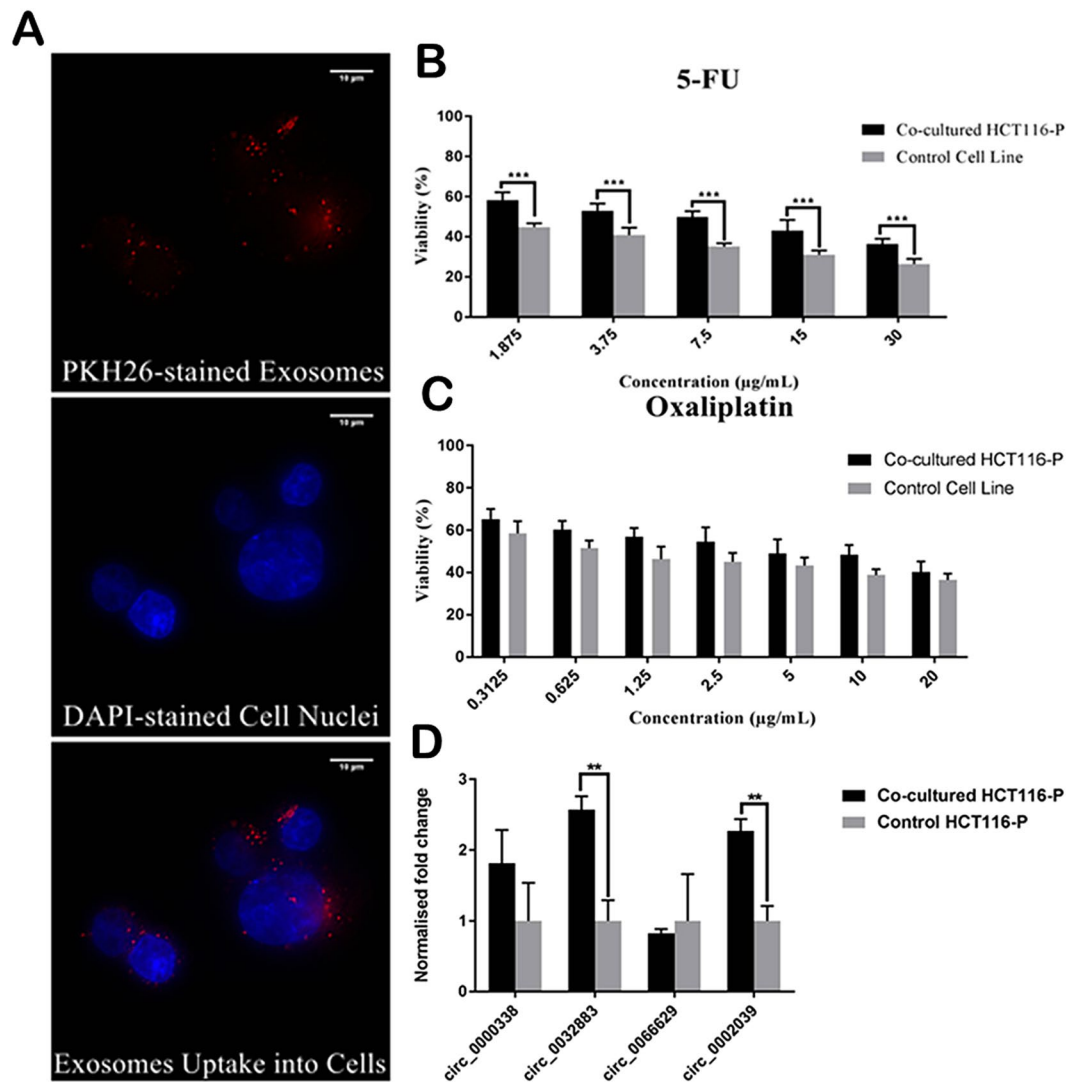 A
10 µm
PKH26-stained Exosomes
10 µm
DAPI-stained Cell Nuclei
10 µm
Exosomes Uptake into Cells
B
5-FU
Viability (%)
100
80
60
40
20
0
***
***
***
***
***
1.875
3.75
7.5
15
30
Concentration (µg/mL)
Co-cultured HCT116-P
Control Cell Line
C
Oxaliplatin
Viability (%)
100
80
60
40
20
0
0.3125
0.625
1.25
2.5
5
10
20
Concentration (µg/mL)
Co-cultured HCT116-P
Control Cell Line
D
Normalised fold change
3
2
1
0
**
**
circ_0000338
circ_0032883
circ_0066629
circ_0002039
Co-cultured HCT116-P
Control HCT116-P